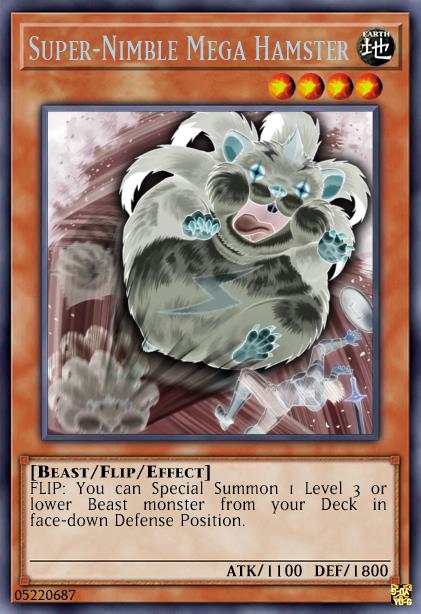 Super-Nimble Mega Hamster
EARTH
地
[Beast/Flip/Effect]
FLIP: You can Special Summon 1 Level 3 or
lower Beast monster from your Deck in
face-down Defense Position.
ATK/1100 DEF/1800
05220687